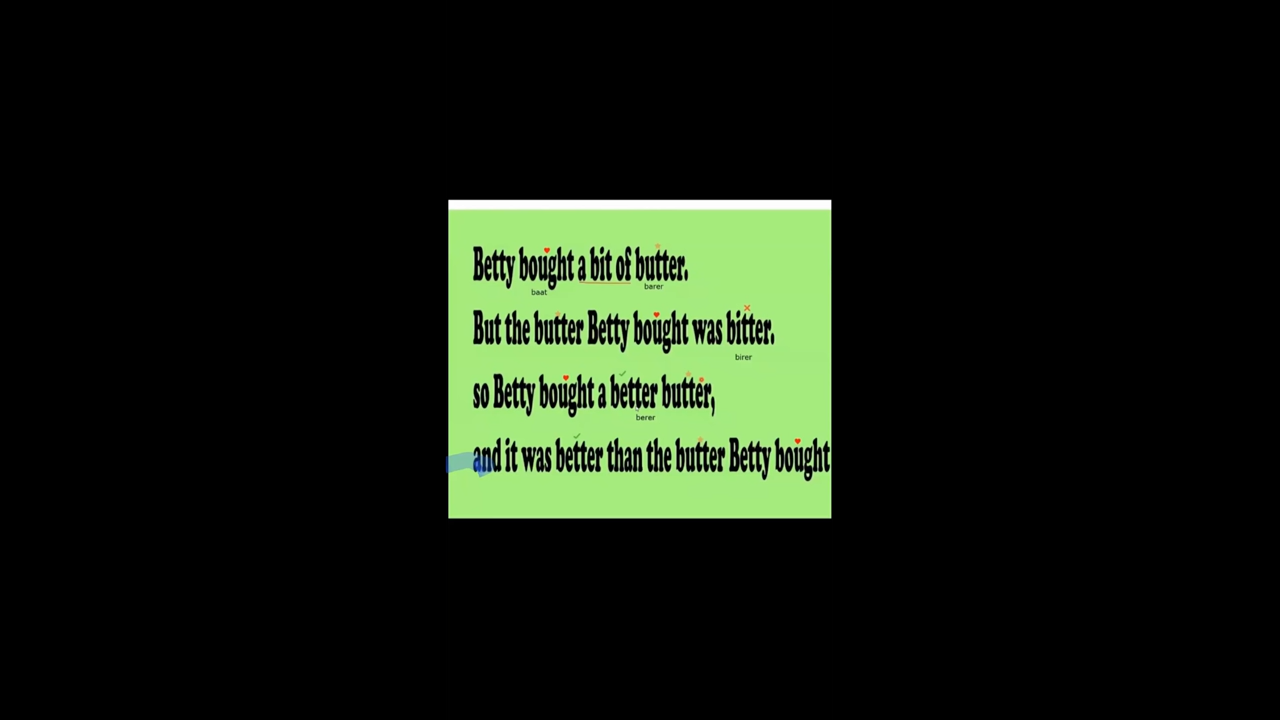 Betty bought a bit of butter.
baat barer
But the butter Betty bought was bitter.
birer
so Betty bought a better butter,
berer
and it was better than the butter Betty bought